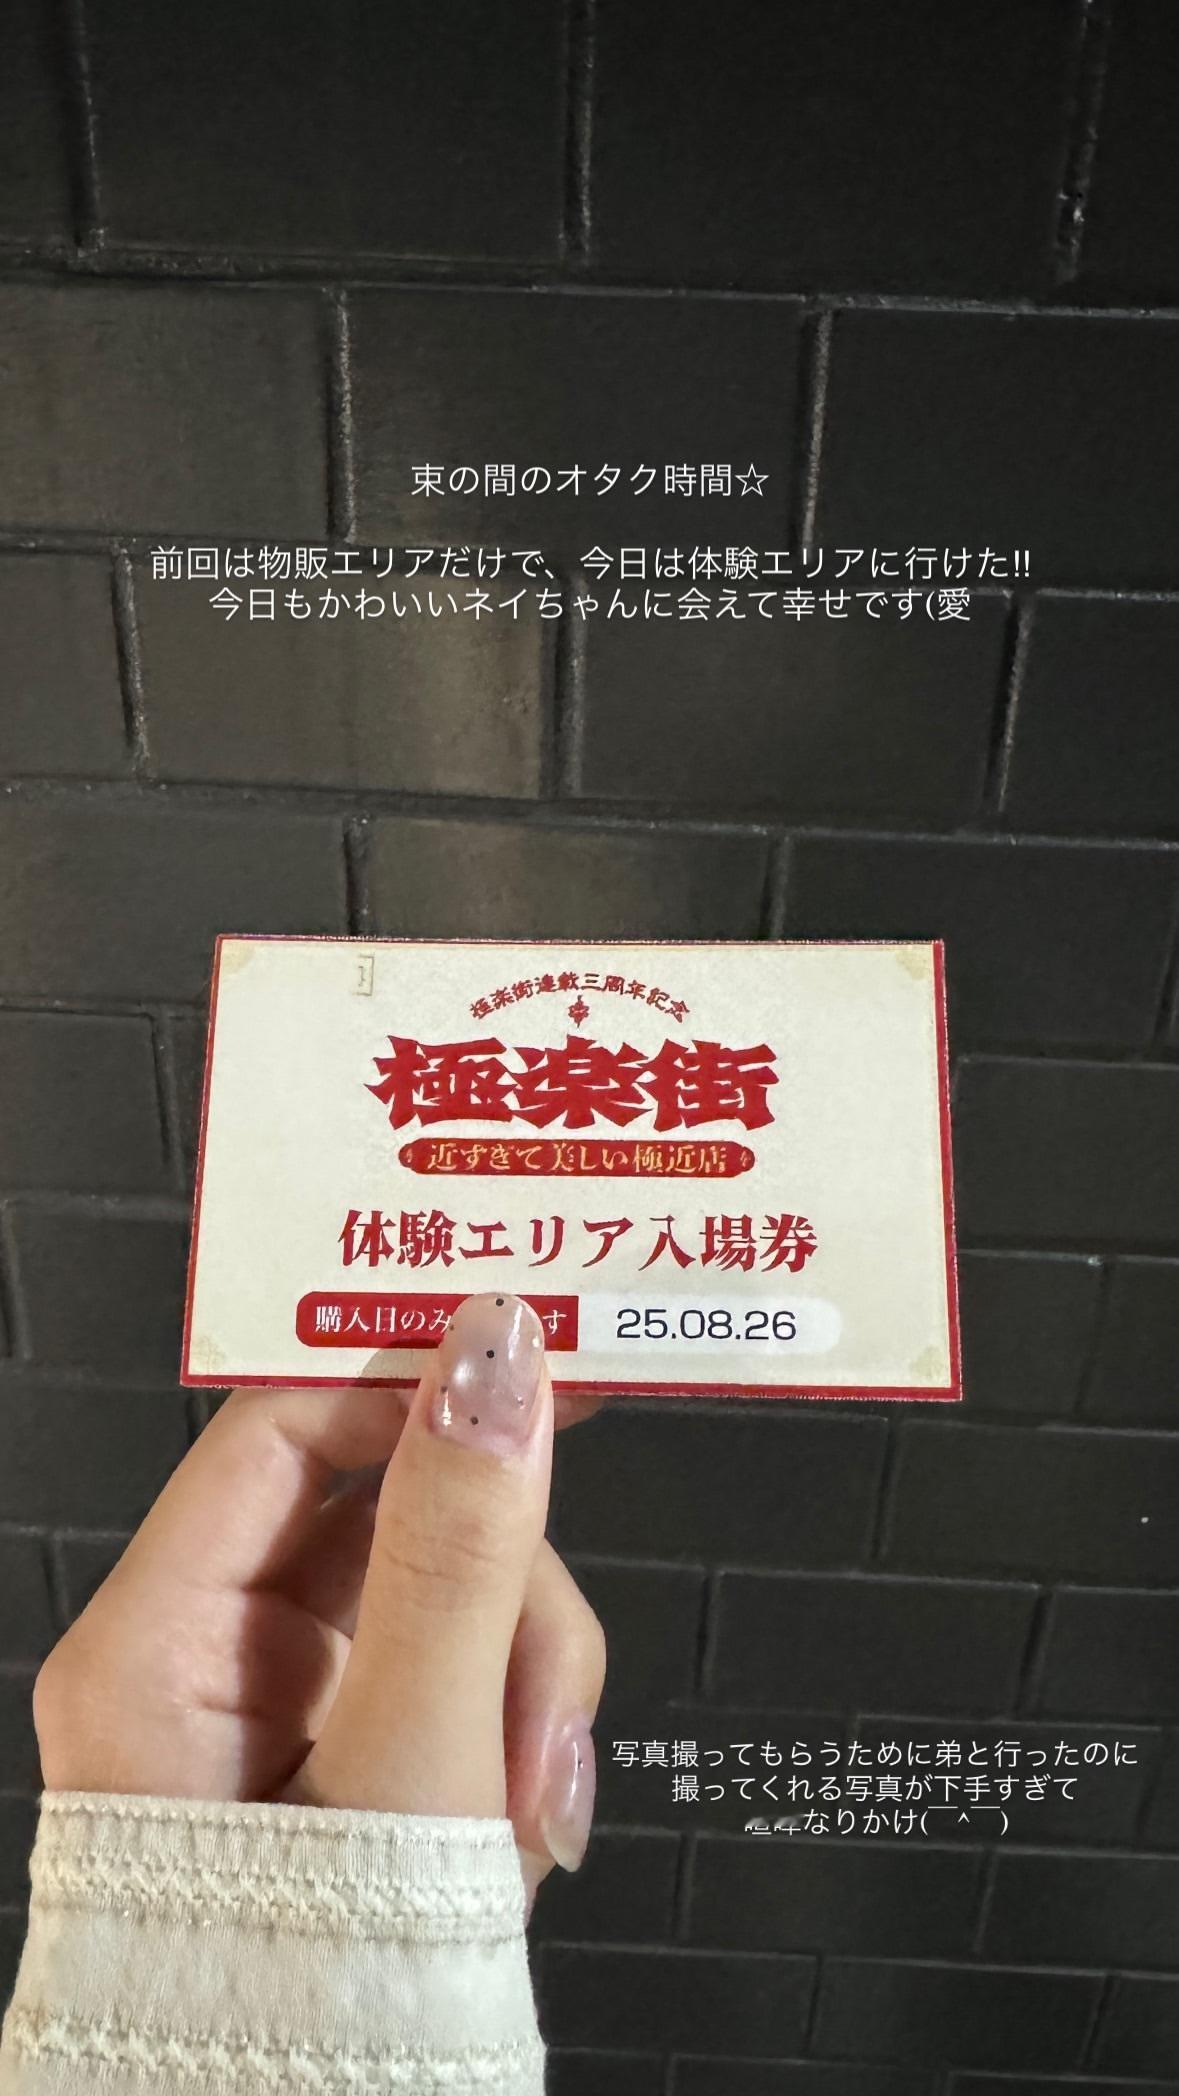 束の間のオタク時間☆
前回は物販エリアだけで、今日は体験エリアに行けた!!
今日もかわいいネイちゃんに会えて幸せです(愛
極楽街連載三周年記念
極楽街
近すぎて美しい極近店
体験エリア入場券
購入日のみ す 25.08.26
写真撮ってもらうために弟と行ったのに
撮ってくれる写真が下手すぎて
なりかけ(￣^￣)